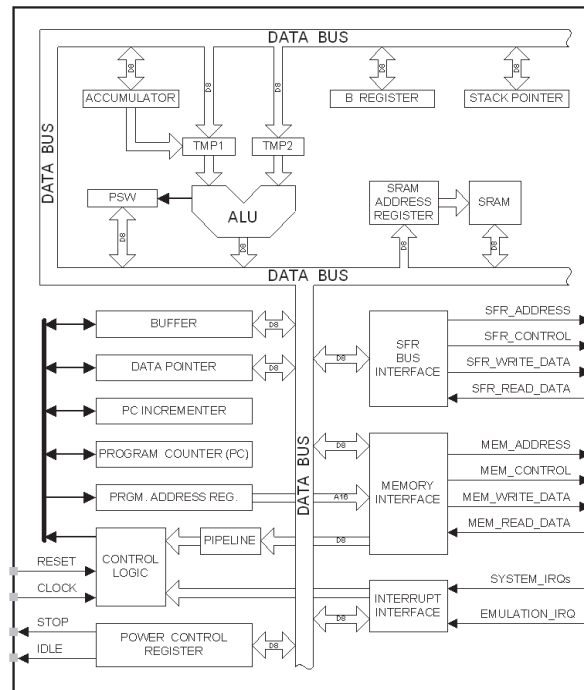 DATA BUS
D8
D8
D8
D8
D8
ACCUMULATOR
B REGISTER
STACK POINTER
DATA BUS
TMP1
TMP2
PSW
ALU
SRAM
ADDRESS
REGISTER
SRAM
D8
D8
D8
D8
DATA BUS
BUFFER
D8
DATA POINTER
D8
PC INCREMENTER
PROGRAM COUNTER (PC)
PRGM. ADDRESS REG.
A16
DATA BUS
D8
SFR
BUS
INTERFACE
SFR_ADDRESS
SFR_CONTROL
SFR_WRITE_DATA
SFR_READ_DATA
D8
MEMORY
INTERFACE
MEM_ADDRESS
MEM_CONTROL
MEM_WRITE_DATA
MEM_READ_DATA
PIPELINE
D8
CONTROL
LOGIC
RESET
CLOCK
INTERRUPT
INTERFACE
SYSTEM_IRQs
EMULATION_IRQ
D8
STOP
IDLE
POWER CONTROL
REGISTER
D8